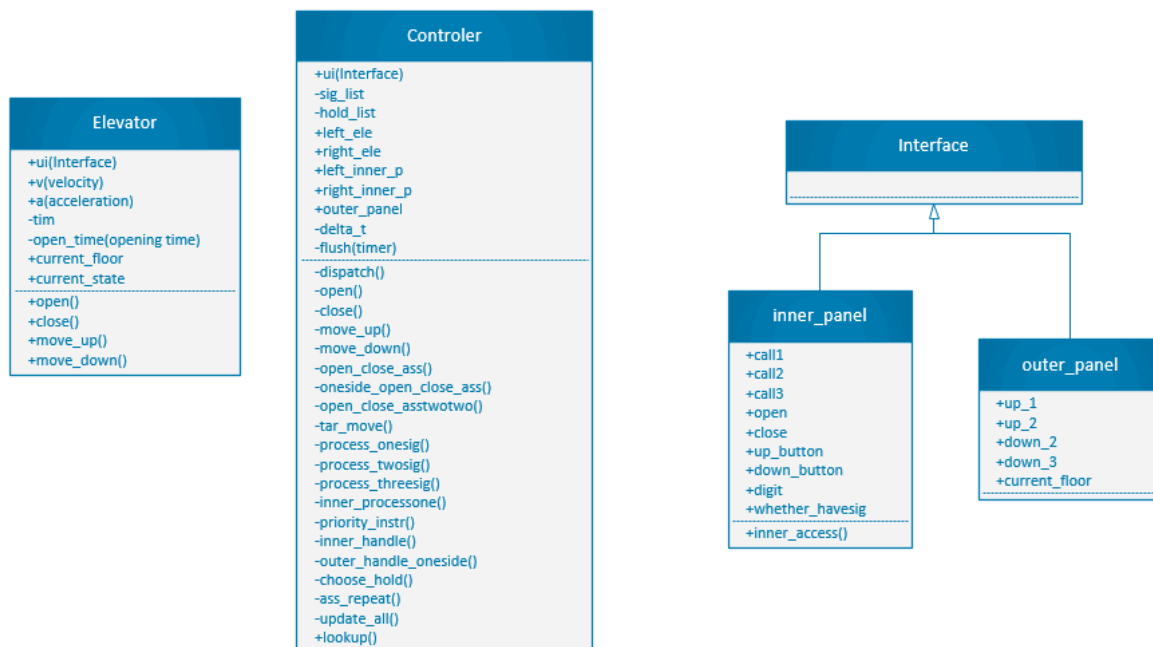 Elevator
+ui(Interface)
+v(velocity)
+a(acceleration)
-tim
-open_time(opening time)
+current_floor
+current_state
+open()
+close()
+move_up()
+move_down()
Controler
+ui(Interface)
-sig_list
-hold_list
+left_ele
+right_ele
+left_inner_p
+right_inner_p
+outer_panel
-delta_t
-flush(timer)
-dispatch()
-open()
-close()
-move_up()
-move_down()
-open_close_ass()
-oneside_open_close_ass()
-open_close_asstwotwo()
-tar_move()
-process_onesig()
-process_twosig()
-process_threesig()
-inner_processone()
-priority_instr()
-inner_handle()
-outer_handle_oneside()
-choose_hold()
-ass_repeat()
-update_all()
+lookup()
Interface
inner_panel
+call1
+call2
+call3
+open
+close
+up_button
+down_button
+digit
+whether_havesig
+inner_access()
outer_panel
+up_1
+up_2
+down_2
+down_3
+current_floor